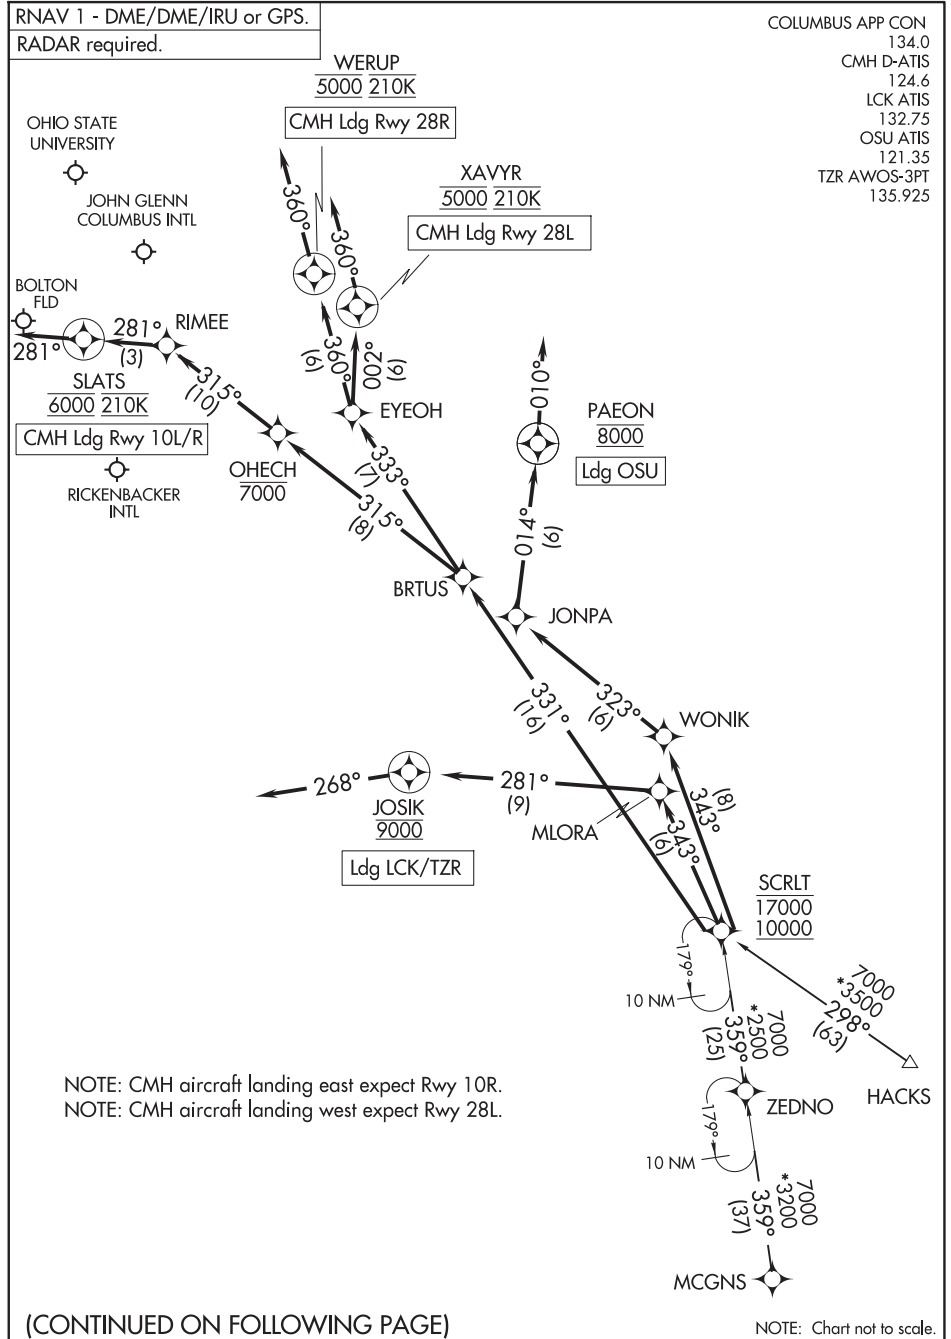 RNAV 1 - DME/DME/IRU or GPS.
RADAR required.
COLUMBUS APP CON
134.0
CMH D-ATIS
124.6
LCK ATIS
132.75
OSU ATIS
121.35
TZR AWOS-3PT
135.925
WERUP
5000 210K
CMH Ldg Rwy 28R
OHIO STATE
UNIVERSITY
XAVYR
5000 210K
CMH Ldg Rwy 28L
JOHN GLENN
COLUMBUS INTL
360°
360°
BOLTON
FLD
RIMEE
281°
281°
(3)
SLATS
6000 210K
CMH Ldg Rwy 10L/R
RICKENBACKER
INTL
315°
(10)
360°
(6)
002°
(6)
EYEOH
010°
PAEON
8000
Ldg OSU
OHECH
7000
333°
(7)
315°
(8)
014°
(6)
BRTUS
JONPA
331°
(16)
323°
(6)
WONIK
268°
JOSIK
9000
Ldg LCK/TZR
281°
(9)
MLORA
343°
(8)
343°
(6)
SCRLT
17000
10000
179°
10 NM
7000
*3500
298°
(63)
HACKS
7000
*2500
359°
(25)
NOTE: CMH aircraft landing east expect Rwy 10R.
NOTE: CMH aircraft landing west expect Rwy 28L.
ZEDNO
179°
10 NM
7000
*3200
359°
(37)
MCGNS
(CONTINUED ON FOLLOWING PAGE)
NOTE: Chart not to scale.